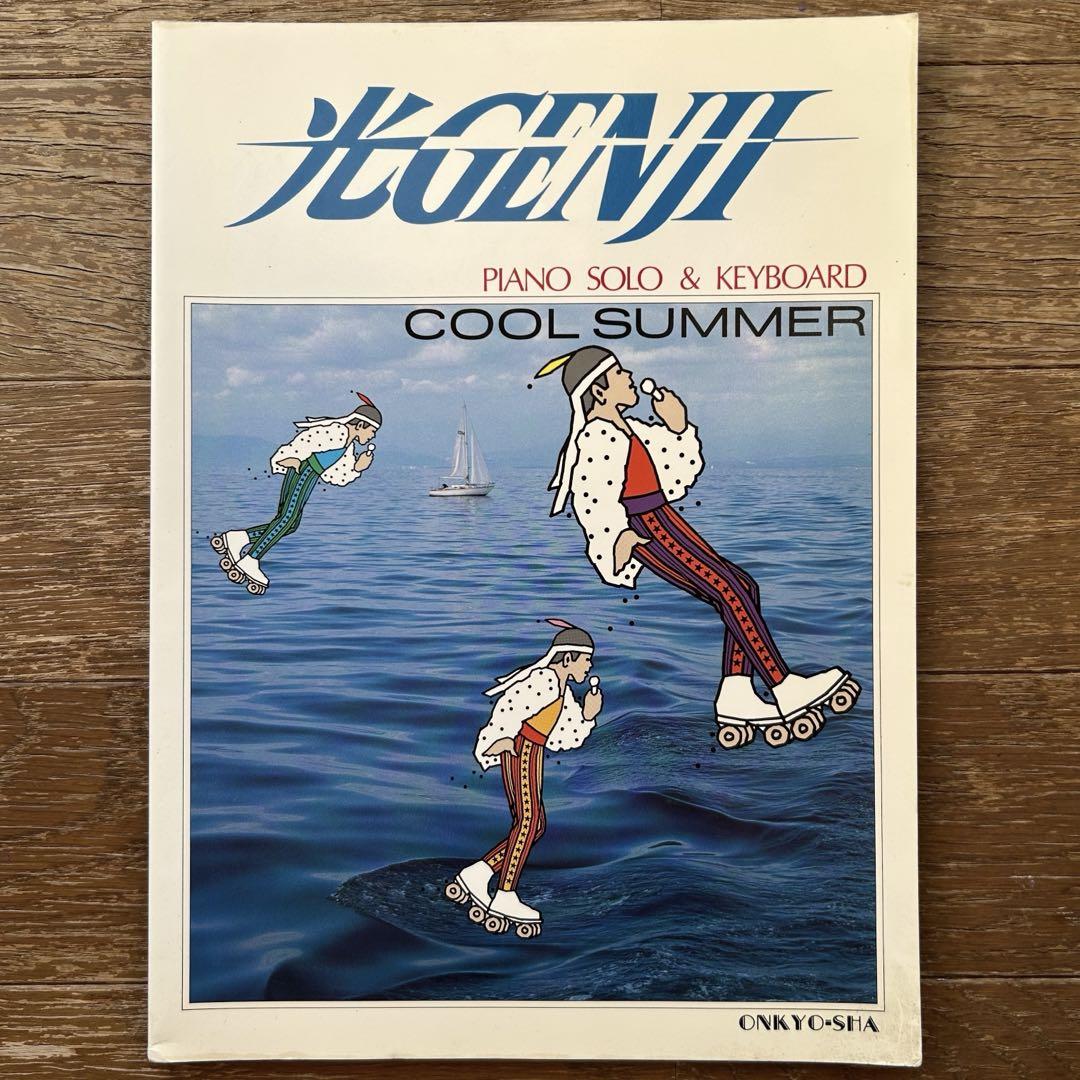 光GENJI
PIANO SOLO & KEYBOARD
COOL SUMMER
ONKYO-SHA